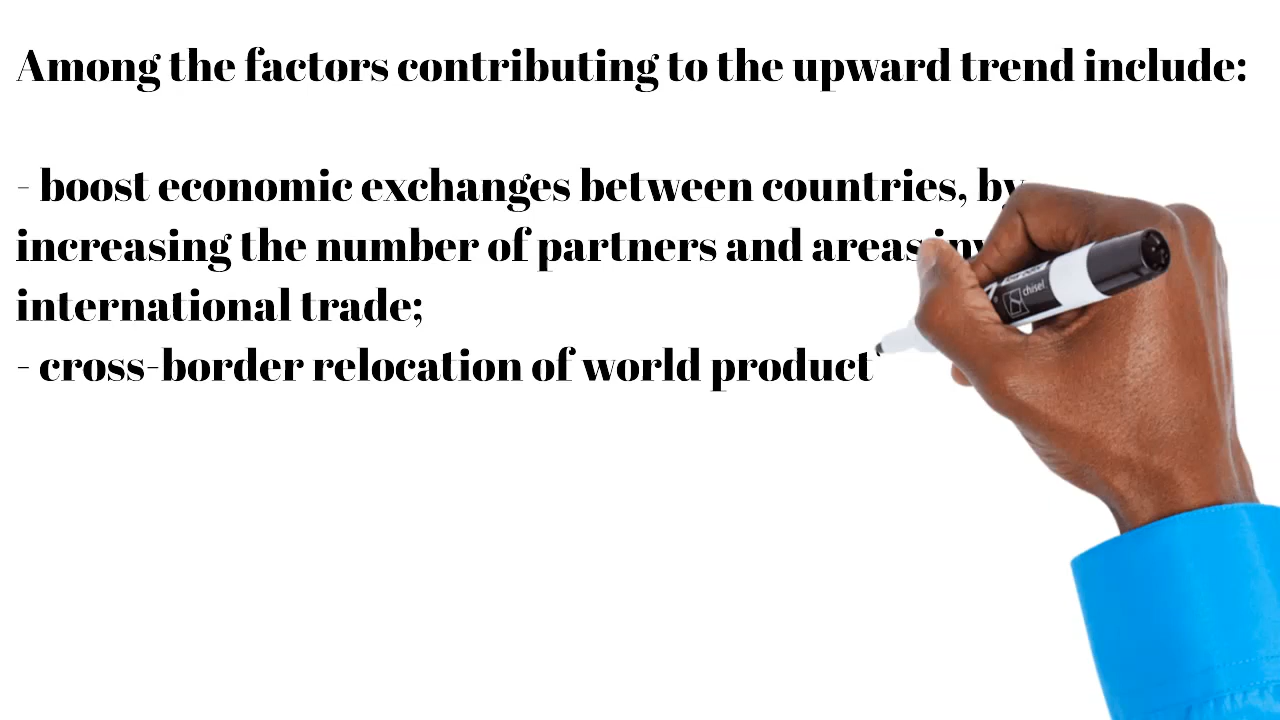 Among the factors contributing to the upward trend include:
- boost economic exchanges between countries, by
increasing the number of partners and areas
international trade;
- cross-border relocation of world product
chisel